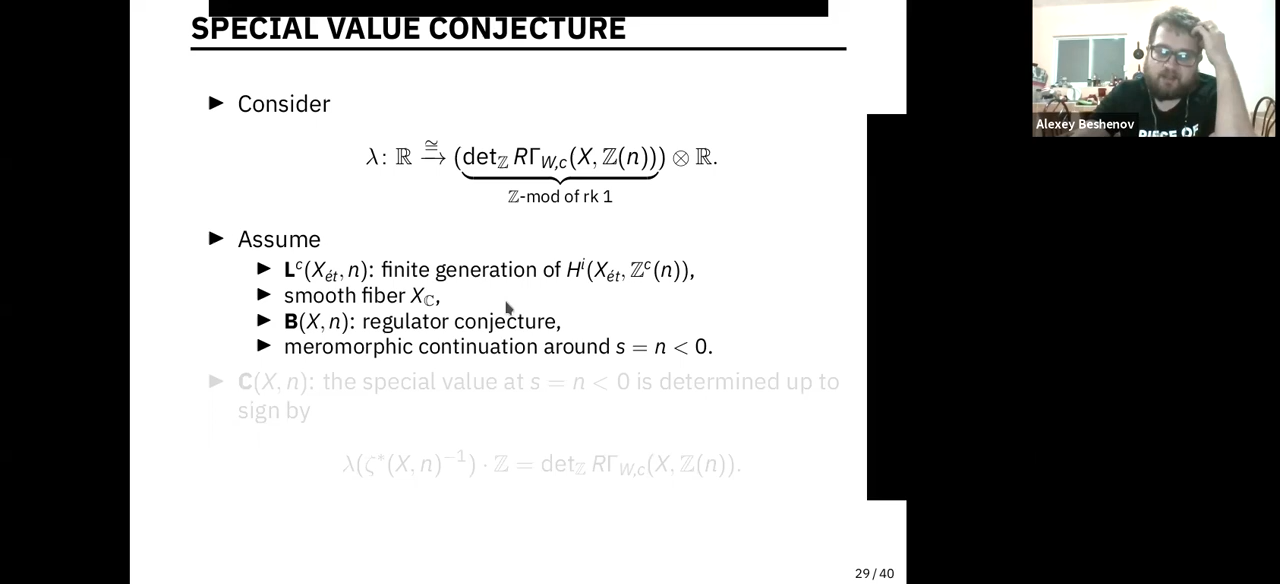 SPECIAL VALUE CONJECTURE
► Consider
λ: ℝ ≅→ (det_ℤ RΓ_{W,c}(X, ℤ(n))) ⊗ ℝ.
ℤ-mod of rk 1
► Assume
► L^c(X_ét, n): finite generation of H^i(X_ét, ℤ^c(n)),
► smooth fiber X_ℂ,
► B(X, n): regulator conjecture,
► meromorphic continuation around s = n < 0.
► C(X, n): the special value at s = n < 0 is determined up to
sign by
λ(ζ*(X, n)^{−1}) · ℤ = det_ℤ RΓ_{W,c}(X, ℤ(n)).
29 / 40
Alexey Beshenov
PIECE OF